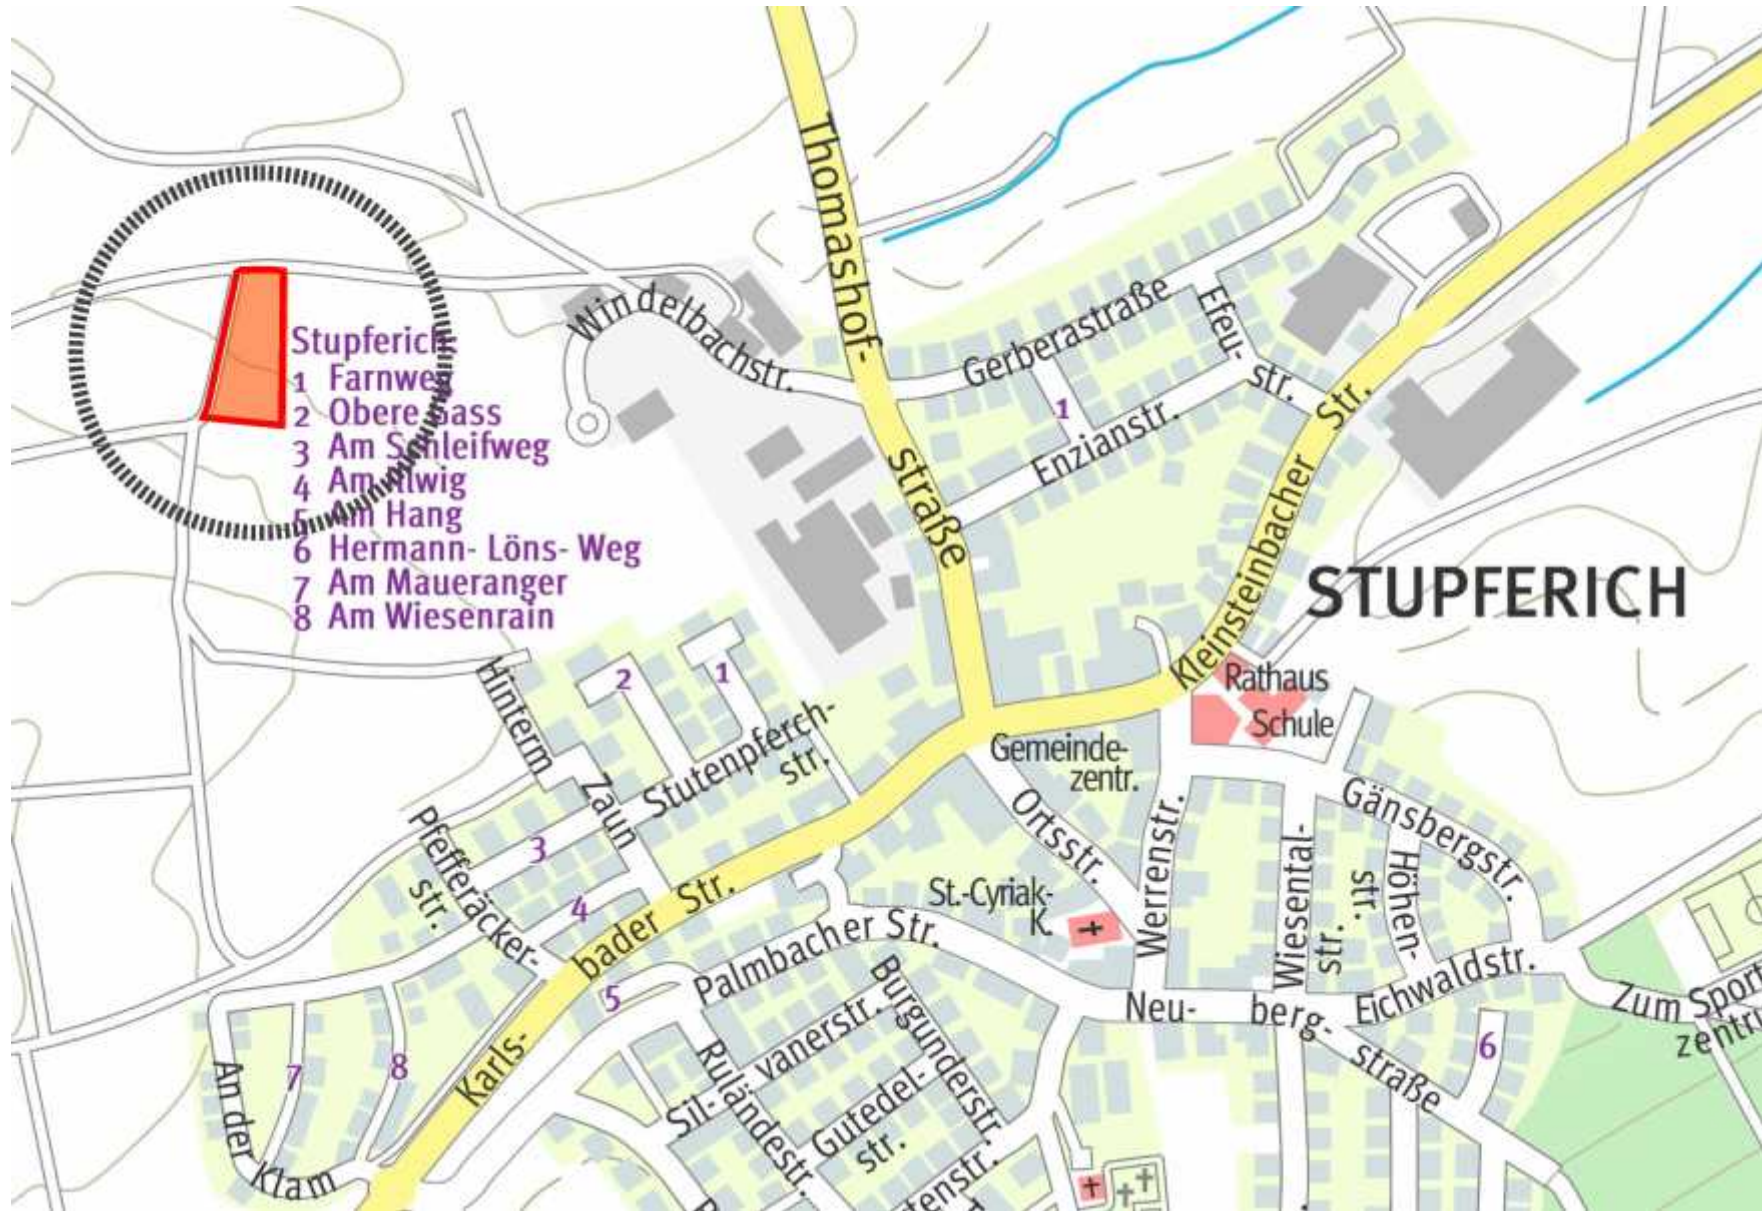 Thomashof-
straße
Windelbachstr.
Gerberastraße
Efeu-
str.
1
Enzianstr.
Kleinsteinbacher Str.
Stupferich
1 Farnweg
2 Obere Gass
3 Am Schleifweg
4 Am Illwig
5 Am Hang
6 Hermann- Löns- Weg
7 Am Maueranger
8 Am Wiesenrain
STUPFERICH
Rathaus
Schule
Hinterm
Zaun
2
1
Stutenpferch-
str.
Gemeinde-
zentr.
Pfefferäcker-
str.
3
4
Karls-
bader Str.
Ortsstr.
Werrenstr.
Wiesental-
str.
Gänsbergstr.
Höhen-
str.
St.-Cyriak-
K.
Palmbacher Str.
5
Neu-
berg-
straße
Eichwaldstr.
Zum Sport
zentru
6
An der
Klam
7
8
Sil-
vanerstr.
Burgunderstr.
Rulándestr.
Gutedel-
str.
tenstr.